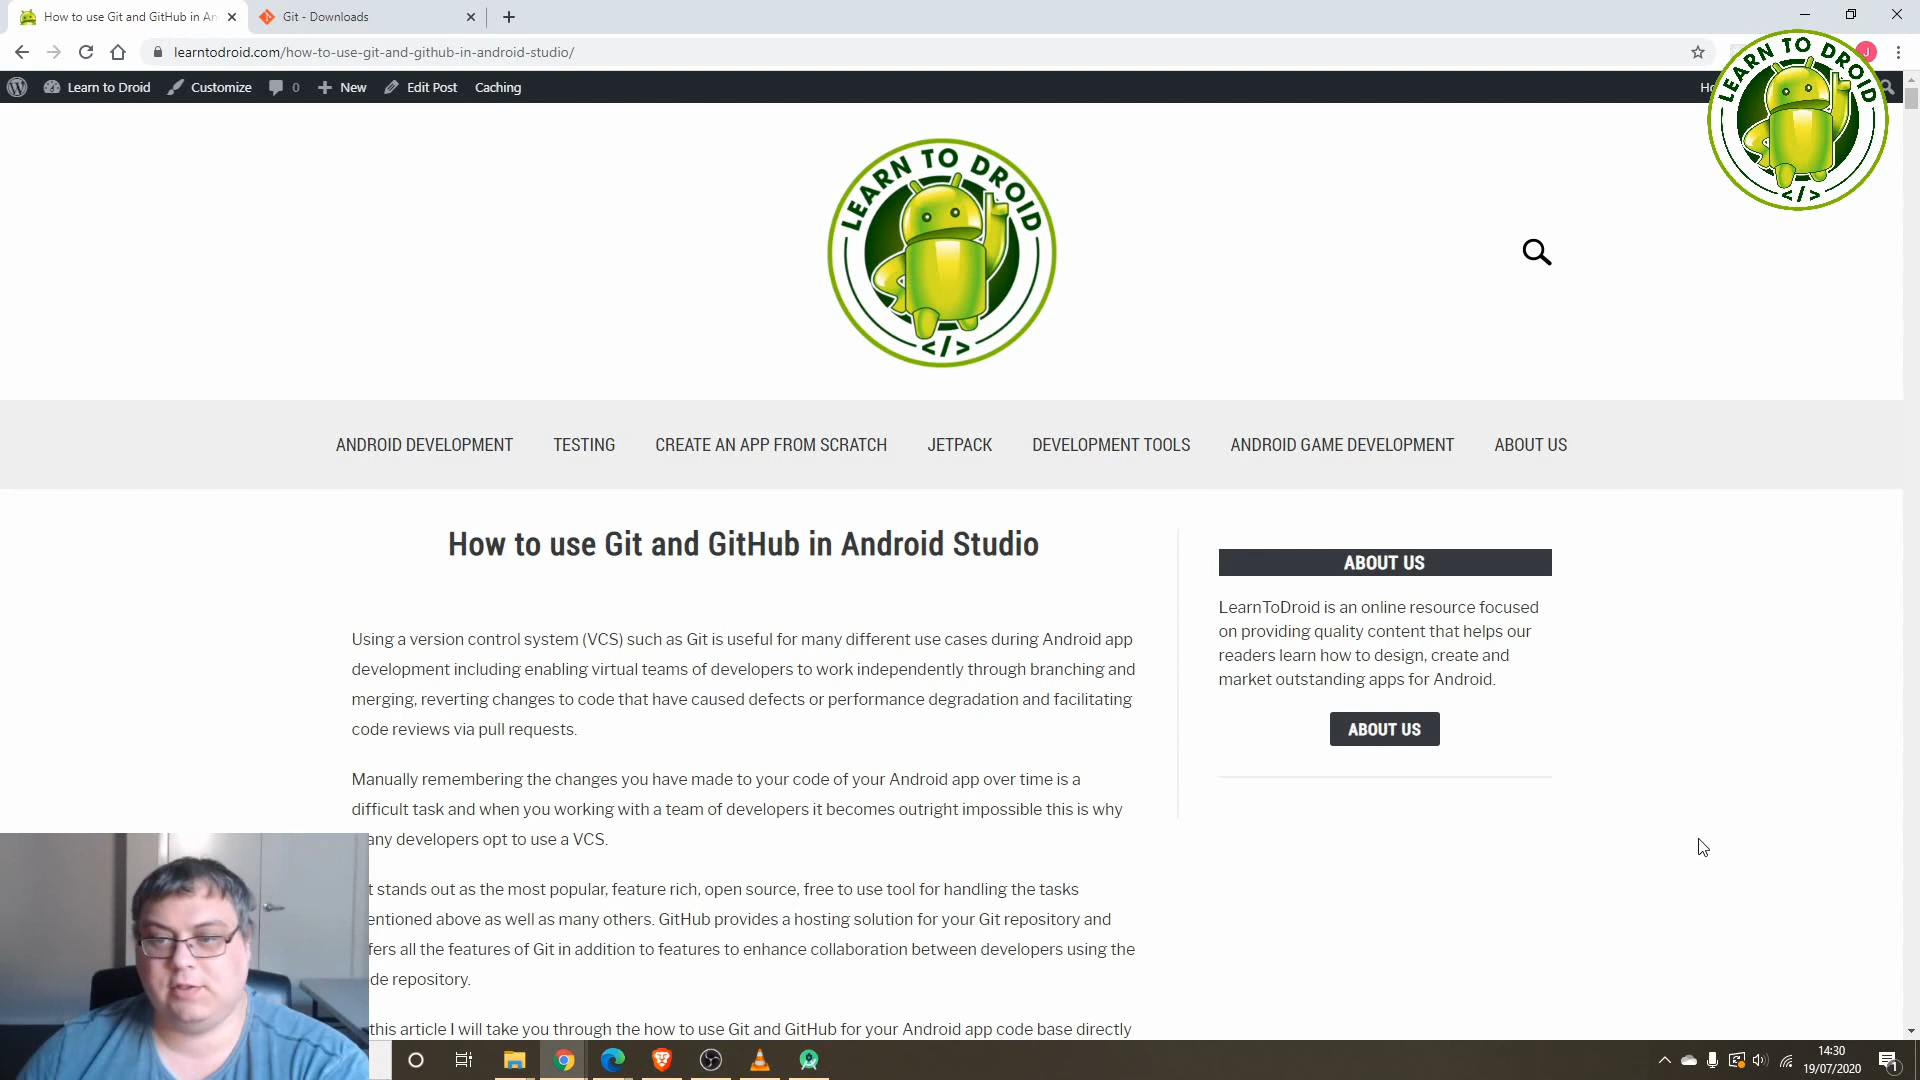 How to use Git and GitHub in An
Git - Downloads
learntodroid.com/how-to-use-git-and-github-in-android-studio/
J
Learn to Droid
Customize
0
New
Edit Post
Caching
LEARN TO DROID
</>
LEARN TO DROID
</>
ANDROID DEVELOPMENT
TESTING
CREATE AN APP FROM SCRATCH
JETPACK
DEVELOPMENT TOOLS
ANDROID GAME DEVELOPMENT
ABOUT US
How to use Git and GitHub in Android Studio
Using a version control system (VCS) such as Git is useful for many different use cases during Android app
development including enabling virtual teams of developers to work independently through branching and
merging, reverting changes to code that have caused defects or performance degradation and facilitating
code reviews via pull requests.
Manually remembering the changes you have made to your code of your Android app over time is a
difficult task and when you working with a team of developers it becomes outright impossible this is why
any developers opt to use a VCS.
t stands out as the most popular, feature rich, open source, free to use tool for handling the tasks
entioned above as well as many others. GitHub provides a hosting solution for your Git repository and
fers all the features of Git in addition to features to enhance collaboration between developers using the
de repository.
this article I will take you through the how to use Git and GitHub for your Android app code base directly
ABOUT US
LearnToDroid is an online resource focused
on providing quality content that helps our
readers learn how to design, create and
market outstanding apps for Android.
ABOUT US
14:30
19/07/2020
1